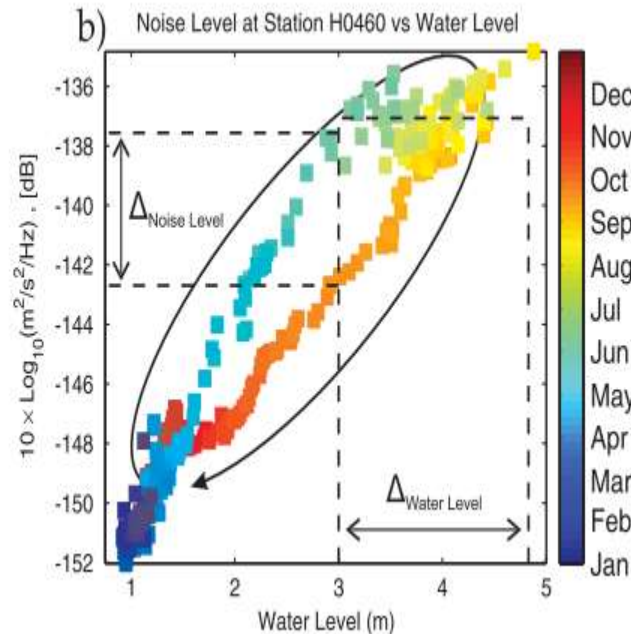 b)
Noise Level at Station H0460 vs Water Level
10 × Log10(m²/s²/Hz) , [dB]
-136
-138
-140
-142
-144
-146
-148
-150
-152
ΔNoise Level
ΔWater Level
1
2
3
4
5
Water Level (m)
Dec
Nov
Oct
Sep
Aug
Jul
Jun
May
Apr
Mar
Feb
Jan